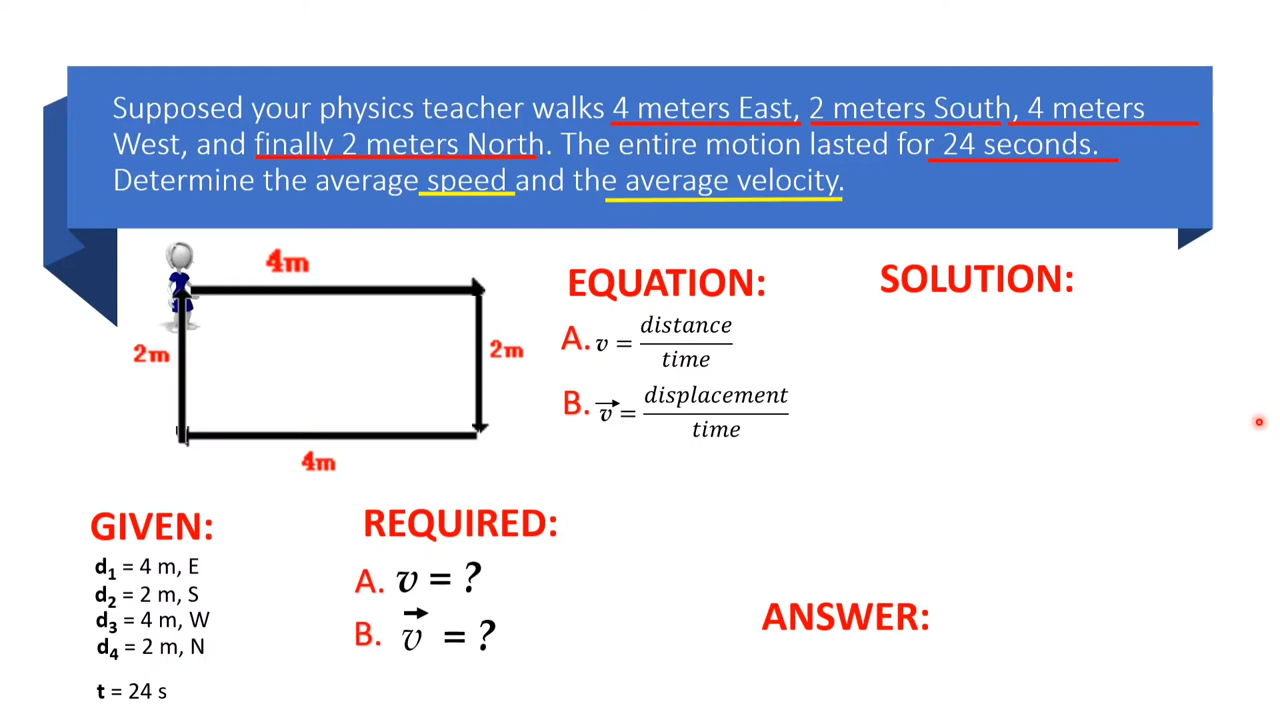 Supposed your physics teacher walks 4 meters East, 2 meters South, 4 meters
West, and finally 2 meters North. The entire motion lasted for 24 seconds.
Determine the average speed and the average velocity.
4m
2m
2m
4m
EQUATION:
A. v = distance / time
B. v⃗ = displacement / time
SOLUTION:
GIVEN:
d₁ = 4 m, E
d₂ = 2 m, S
d₃ = 4 m, W
d₄ = 2 m, N
t = 24 s
REQUIRED:
A. v = ?
B. v⃗ = ?
ANSWER: